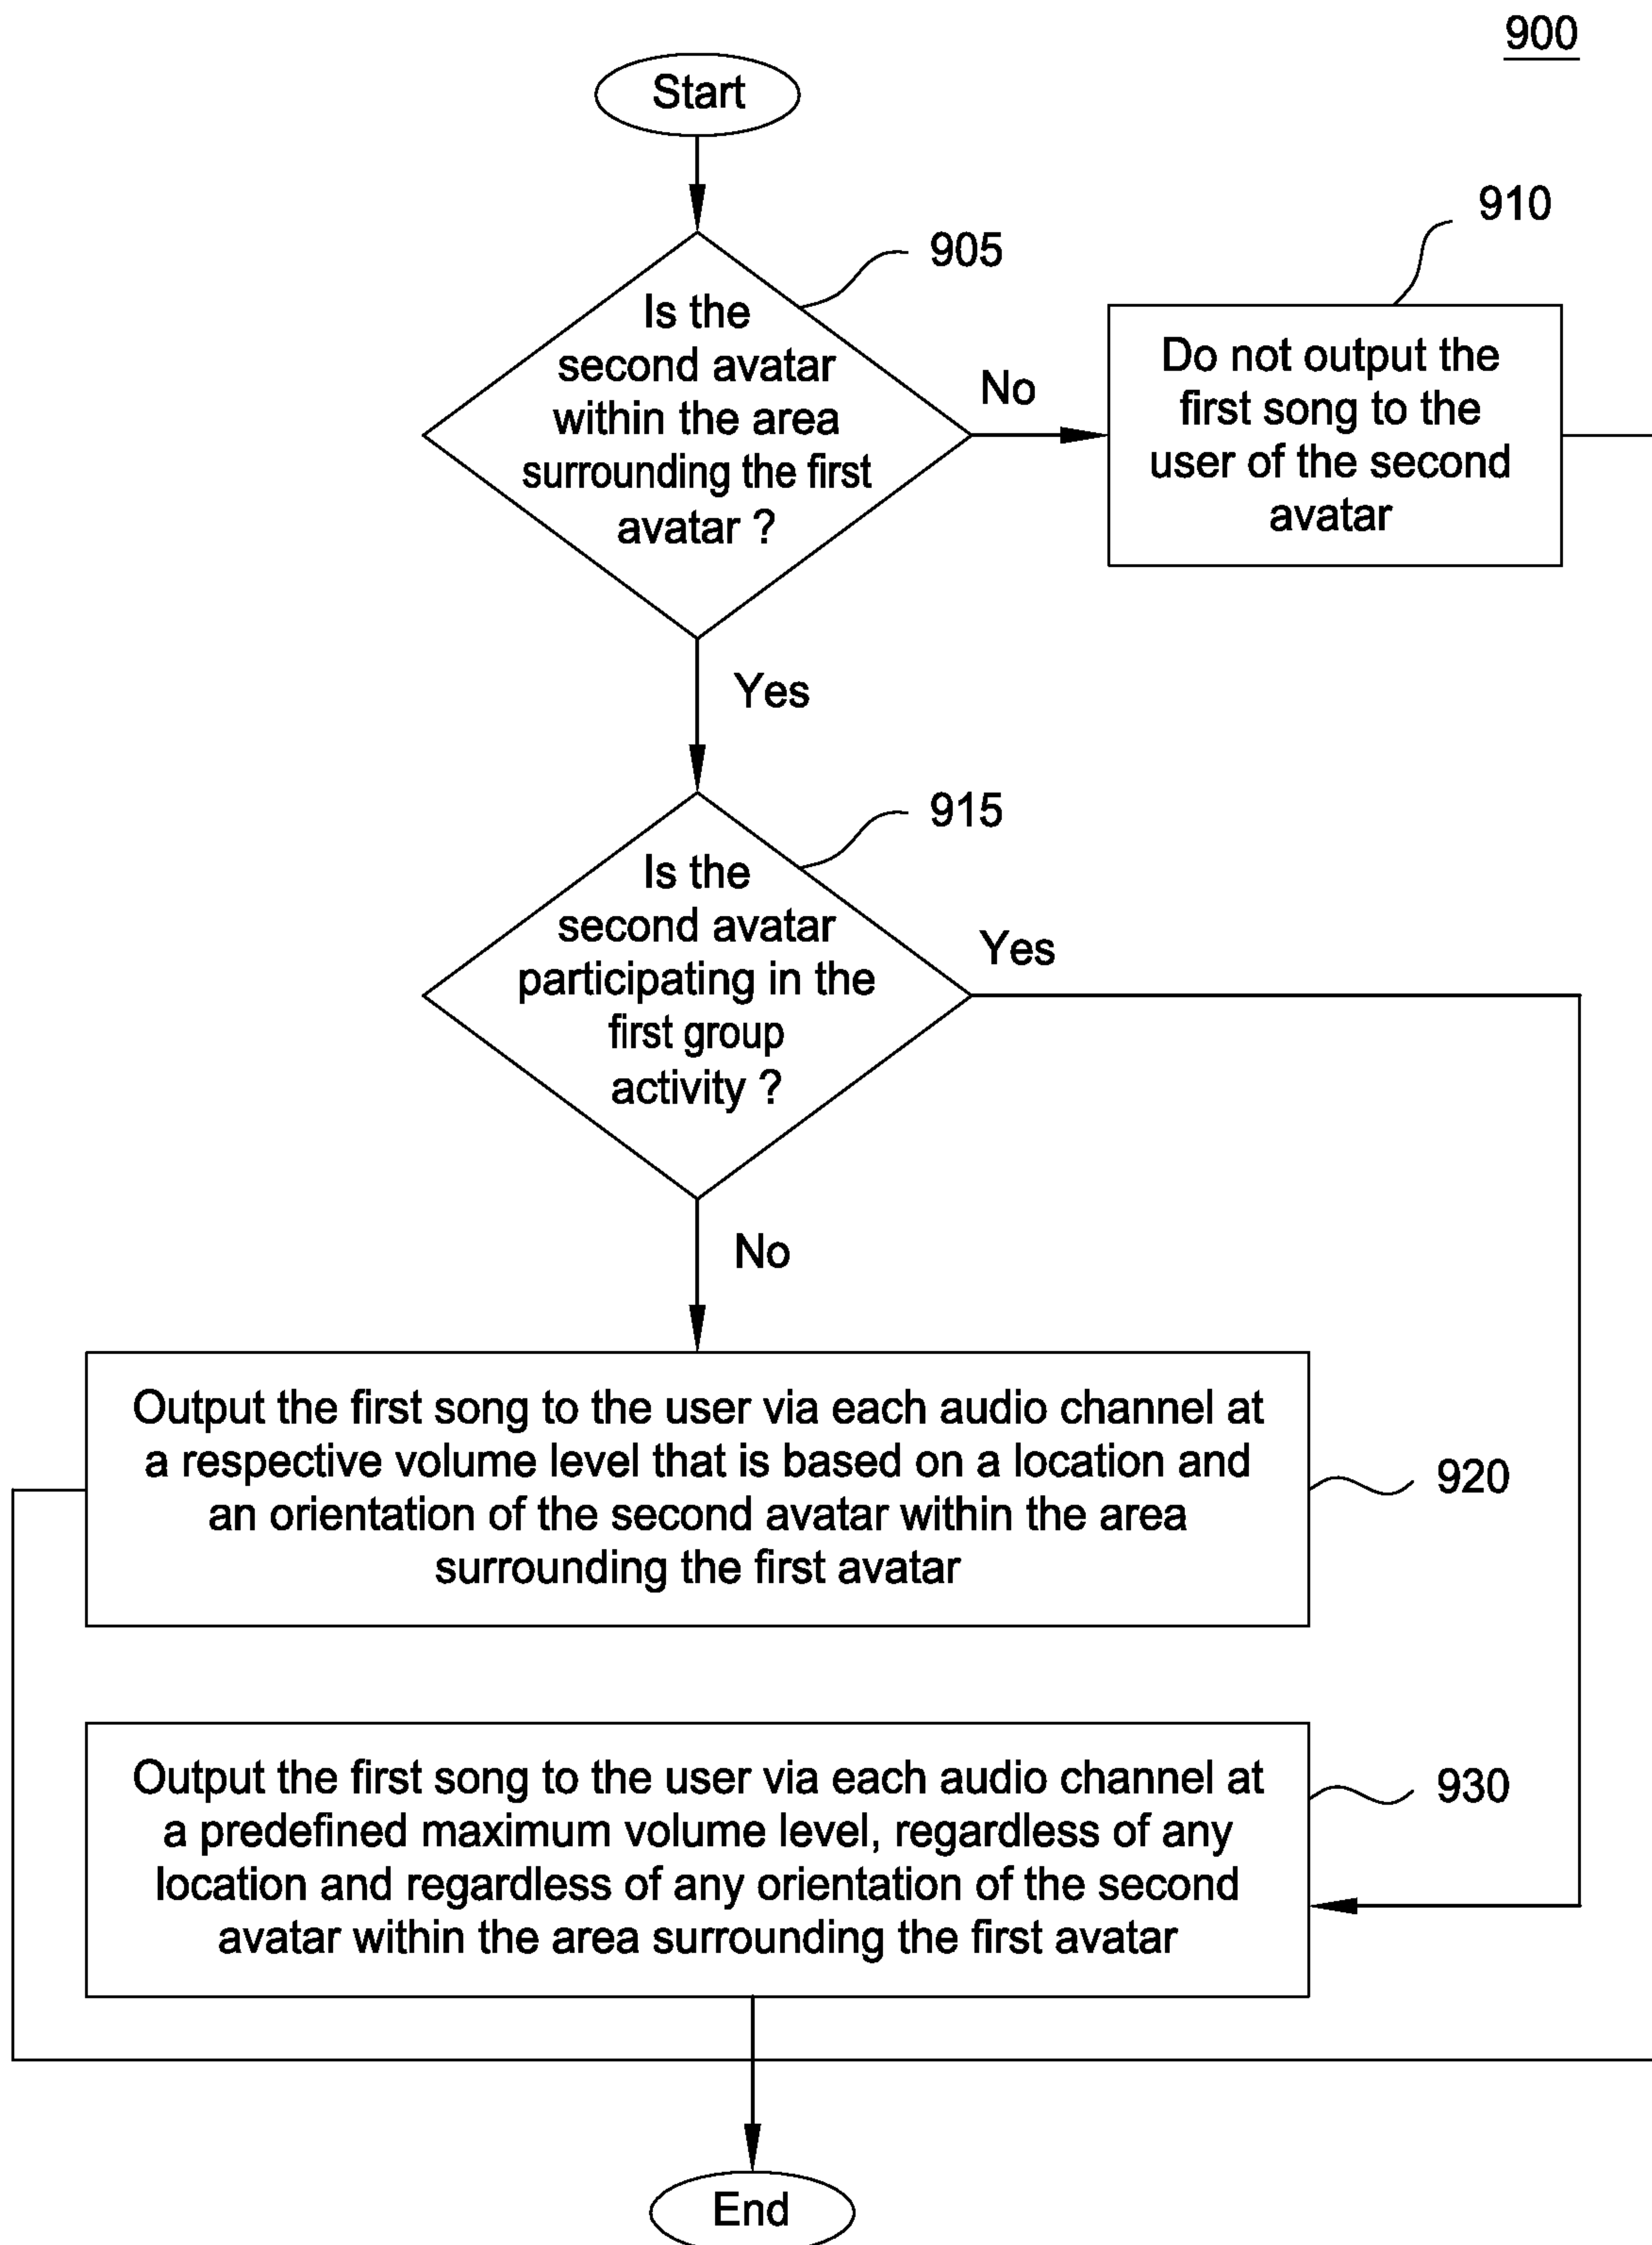 900
Start
905
Is the
second avatar
within the area
surrounding the first
avatar ?
No
910
Do not output the
first song to the
user of the second
avatar
Yes
915
Is the
second avatar
participating in the
first group
activity ?
Yes
No
Output the first song to the user via each audio channel at
a respective volume level that is based on a location and
an orientation of the second avatar within the area
surrounding the first avatar
920
Output the first song to the user via each audio channel at
a predefined maximum volume level, regardless of any
location and regardless of any orientation of the second
avatar within the area surrounding the first avatar
930
End